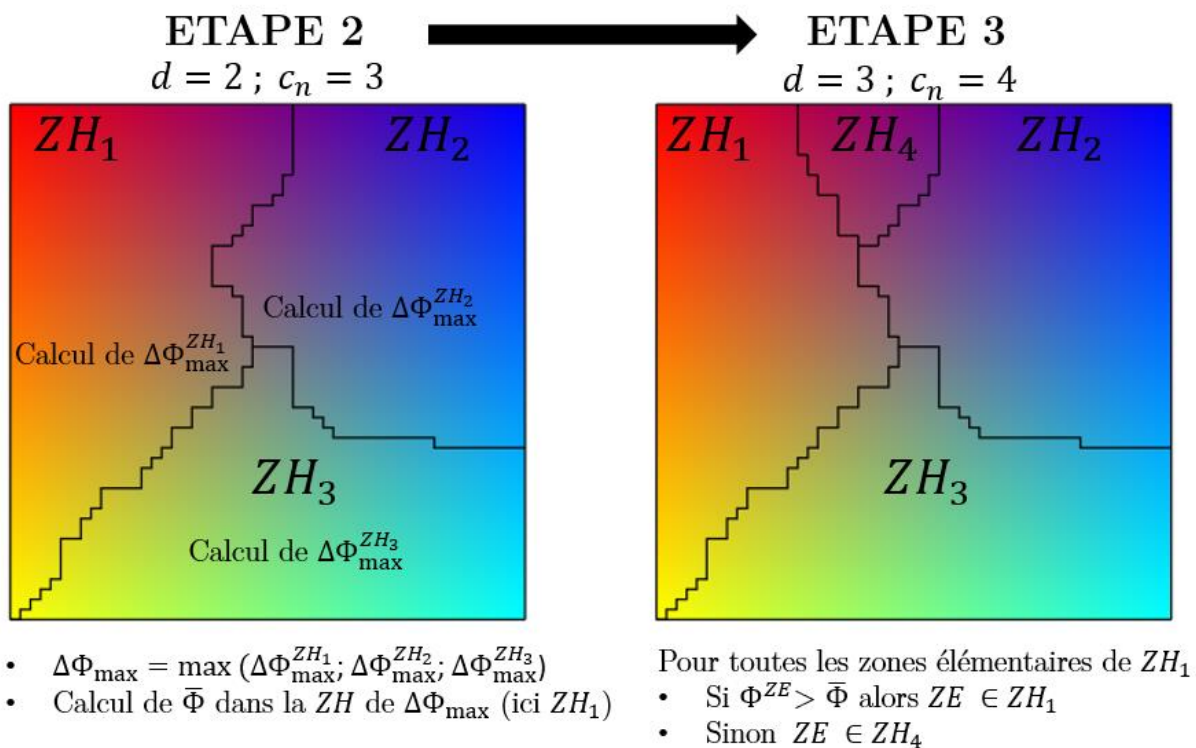 ETAPE 2
d = 2 ; c_n = 3
ZH_1
ZH_2
Calcul de ΔΦ_max^{ZH_2}
Calcul de ΔΦ_max^{ZH_1}
ZH_3
Calcul de ΔΦ_max^{ZH_3}
• ΔΦ_max = max (ΔΦ_max^{ZH_1}; ΔΦ_max^{ZH_2}; ΔΦ_max^{ZH_3})
• Calcul de Φ̅ dans la ZH de ΔΦ_max (ici ZH_1)
ETAPE 3
d = 3 ; c_n = 4
ZH_1
ZH_4
ZH_2
ZH_3
Pour toutes les zones élémentaires de ZH_1
• Si Φ^{ZE} > Φ̅ alors ZE ∈ ZH_1
• Sinon ZE ∈ ZH_4